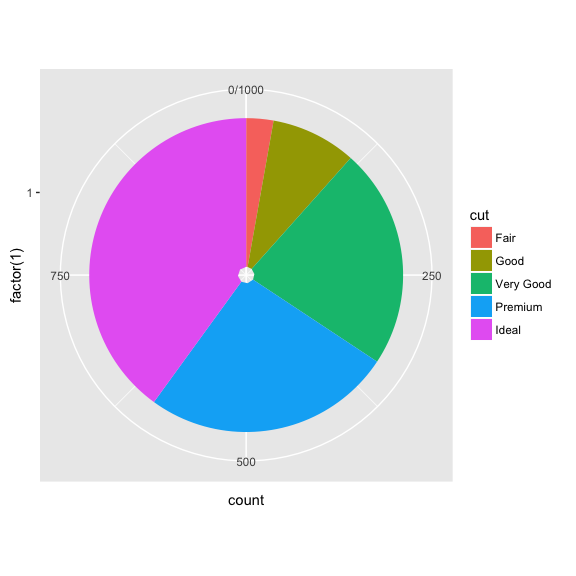 0/1000
1
factor(1)
750
250
500
count
cut
Fair
Good
Very Good
Premium
Ideal